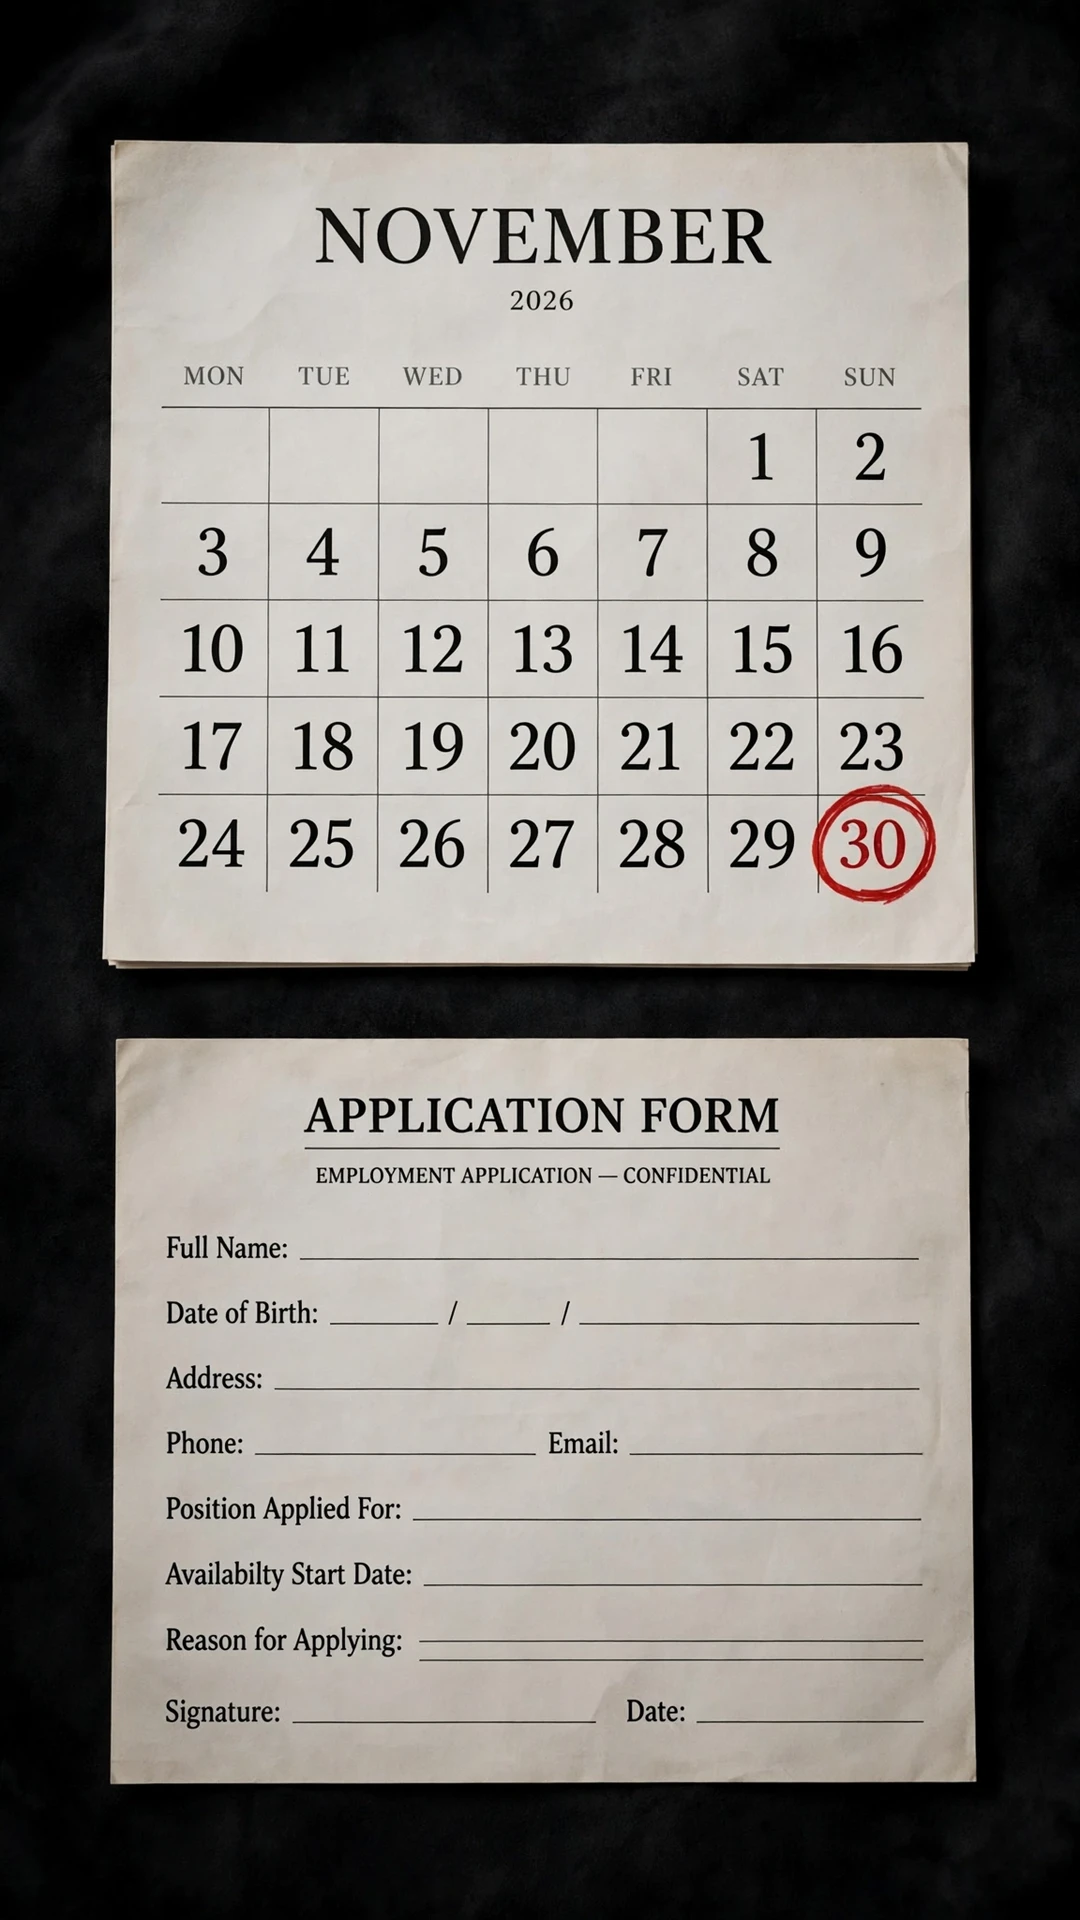 NOVEMBER
2026
MON TUE WED THU FRI SAT SUN
1 2
3 4 5 6 7 8 9
10 11 12 13 14 15 16
17 18 19 20 21 22 23
24 25 26 27 28 29 30
APPLICATION FORM
EMPLOYMENT APPLICATION — CONFIDENTIAL
Full Name:
Date of Birth: / /
Address:
Phone: Email:
Position Applied For:
Availabilty Start Date:
Reason for Applying:
Signature: Date: